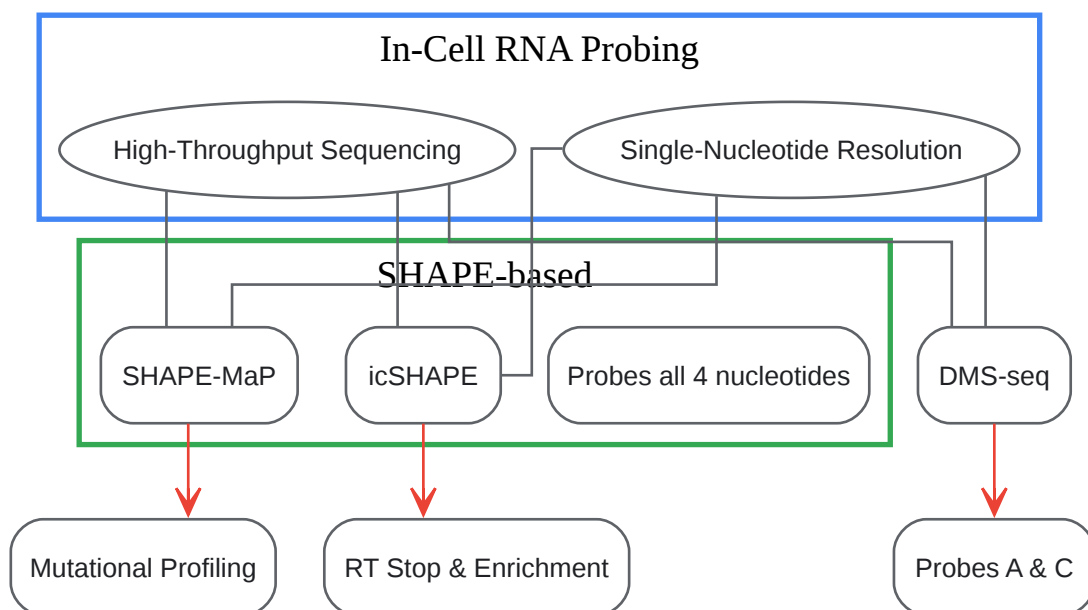 In-Cell RNA Probing
High-Throughput Sequencing
Single-Nucleotide Resolution
SHAPE-based
SHAPE-MaP
icSHAPE
Probes all 4 nucleotides
DMS-seq
Mutational Profiling
RT Stop & Enrichment
Probes A & C